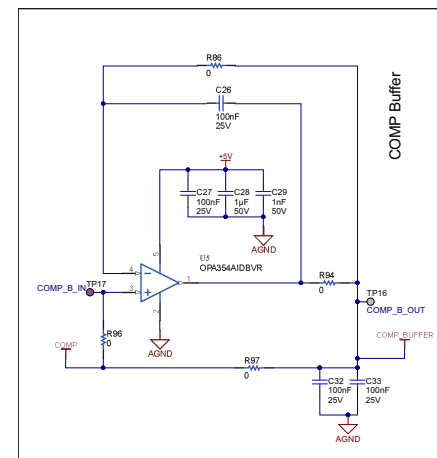 R86
0
C26
100nF
25V
COMP Buffer
+5V
C27
100nF
25V
C28
1µF
50V
C29
1nF
50V
AGND
U5
OPA354AIDBVR
5
4
3
1
2
COMP_B_IN
TP17
R94
0
TP16
COMP_B_OUT
R96
0
AGND
COMP
COMP_BUFFER
R97
0
C32
100nF
25V
C33
100nF
25V
AGND